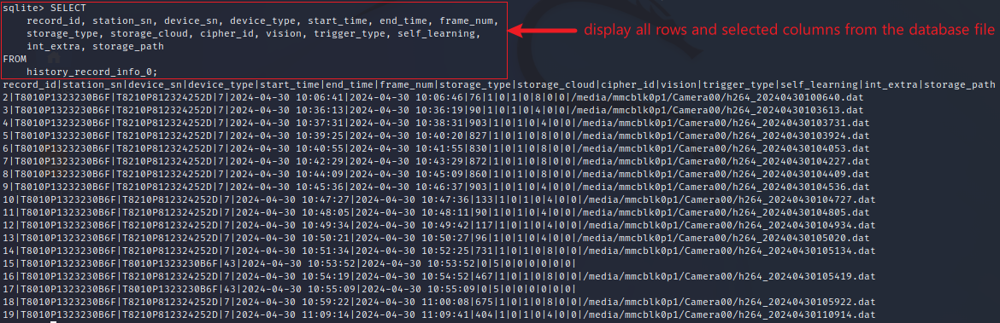 sqlite> SELECT
record_id, station_sn, device_sn, device_type, start_time, end_time, frame_num,
storage_type, storage_cloud, cipher_id, vision, trigger_type, self_learning,
int_extra, storage_path
FROM
history_record_info_0;
display all rows and selected columns from the database file
record_id|station_sn|device_sn|device_type|start_time|end_time|frame_num|storage_type|storage_cloud|cipher_id|vision|trigger_type|self_learning|int_extra|storage_path
2|T8010P1323230B6F|T8210P812324252D|7|2024-04-30 10:06:41|2024-04-30 10:06:46|76|1|0|1|0|8|0|0|/media/mmcblk0p1/Camera00/h264_20240430100640.dat
3|T8010P1323230B6F|T8210P812324252D|7|2024-04-30 10:36:13|2024-04-30 10:36:19|90|1|0|1|0|4|0|0|/media/mmcblk0p1/Camera00/h264_20240430103613.dat
4|T8010P1323230B6F|T8210P812324252D|7|2024-04-30 10:37:31|2024-04-30 10:38:31|903|1|0|1|0|4|0|0|/media/mmcblk0p1/Camera00/h264_20240430103731.dat
5|T8010P1323230B6F|T8210P812324252D|7|2024-04-30 10:39:25|2024-04-30 10:40:20|827|1|0|1|0|8|0|0|/media/mmcblk0p1/Camera00/h264_20240430103924.dat
6|T8010P1323230B6F|T8210P812324252D|7|2024-04-30 10:40:55|2024-04-30 10:41:55|830|1|0|1|0|8|0|0|/media/mmcblk0p1/Camera00/h264_20240430104053.dat
7|T8010P1323230B6F|T8210P812324252D|7|2024-04-30 10:42:29|2024-04-30 10:43:29|872|1|0|1|0|8|0|0|/media/mmcblk0p1/Camera00/h264_20240430104227.dat
8|T8010P1323230B6F|T8210P812324252D|7|2024-04-30 10:44:09|2024-04-30 10:45:09|860|1|0|1|0|8|0|0|/media/mmcblk0p1/Camera00/h264_20240430104409.dat
9|T8010P1323230B6F|T8210P812324252D|7|2024-04-30 10:45:36|2024-04-30 10:46:37|903|1|0|1|0|4|0|0|/media/mmcblk0p1/Camera00/h264_20240430104536.dat
10|T8010P1323230B6F|T8210P812324252D|7|2024-04-30 10:47:27|2024-04-30 10:47:36|133|1|0|1|0|4|0|0|/media/mmcblk0p1/Camera00/h264_20240430104727.dat
11|T8010P1323230B6F|T8210P812324252D|7|2024-04-30 10:48:05|2024-04-30 10:48:11|90|1|0|1|0|4|0|0|/media/mmcblk0p1/Camera00/h264_20240430104805.dat
12|T8010P1323230B6F|T8210P812324252D|7|2024-04-30 10:49:34|2024-04-30 10:49:42|117|1|0|1|0|4|0|0|/media/mmcblk0p1/Camera00/h264_20240430104934.dat
13|T8010P1323230B6F|T8210P812324252D|7|2024-04-30 10:50:21|2024-04-30 10:50:27|96|1|0|1|0|4|0|0|/media/mmcblk0p1/Camera00/h264_20240430105020.dat
14|T8010P1323230B6F|T8210P812324252D|7|2024-04-30 10:51:34|2024-04-30 10:52:25|731|1|0|1|0|8|0|0|/media/mmcblk0p1/Camera00/h264_20240430105134.dat
15|T8010P1323230B6F|T8010P1323230B6F|43|2024-04-30 10:53:52|2024-04-30 10:53:52|0|5|0|0|0|0|0|0|
16|T8010P1323230B6F|T8210P812324252D|7|2024-04-30 10:54:19|2024-04-30 10:54:52|467|1|0|1|0|8|0|0|/media/mmcblk0p1/Camera00/h264_20240430105419.dat
17|T8010P1323230B6F|T8010P1323230B6F|43|2024-04-30 10:55:09|2024-04-30 10:55:09|0|5|0|0|0|0|0|0|
18|T8010P1323230B6F|T8210P812324252D|7|2024-04-30 10:59:22|2024-04-30 11:00:08|675|1|0|1|0|8|0|0|/media/mmcblk0p1/Camera00/h264_20240430105922.dat
19|T8010P1323230B6F|T8210P812324252D|7|2024-04-30 11:09:14|2024-04-30 11:09:41|404|1|0|1|0|4|0|0|/media/mmcblk0p1/Camera00/h264_20240430110914.dat